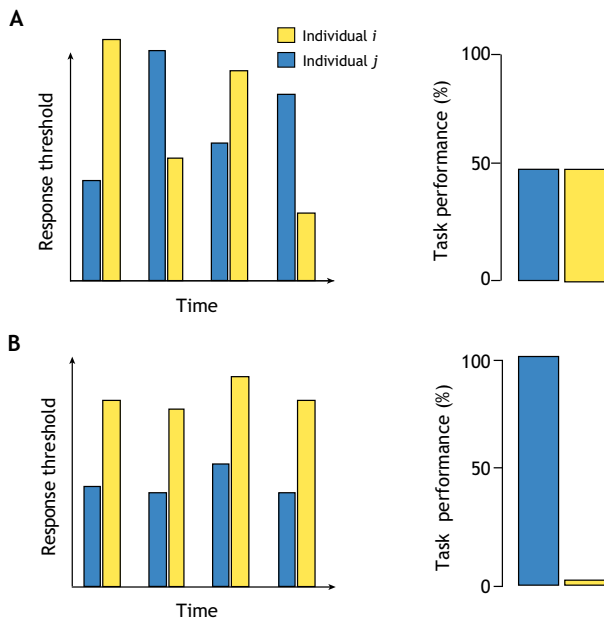 A
Individual i
Individual j
Response threshold
Time
Task performance (%)
100
50
0
B
Response threshold
Time
Task performance (%)
100
50
0